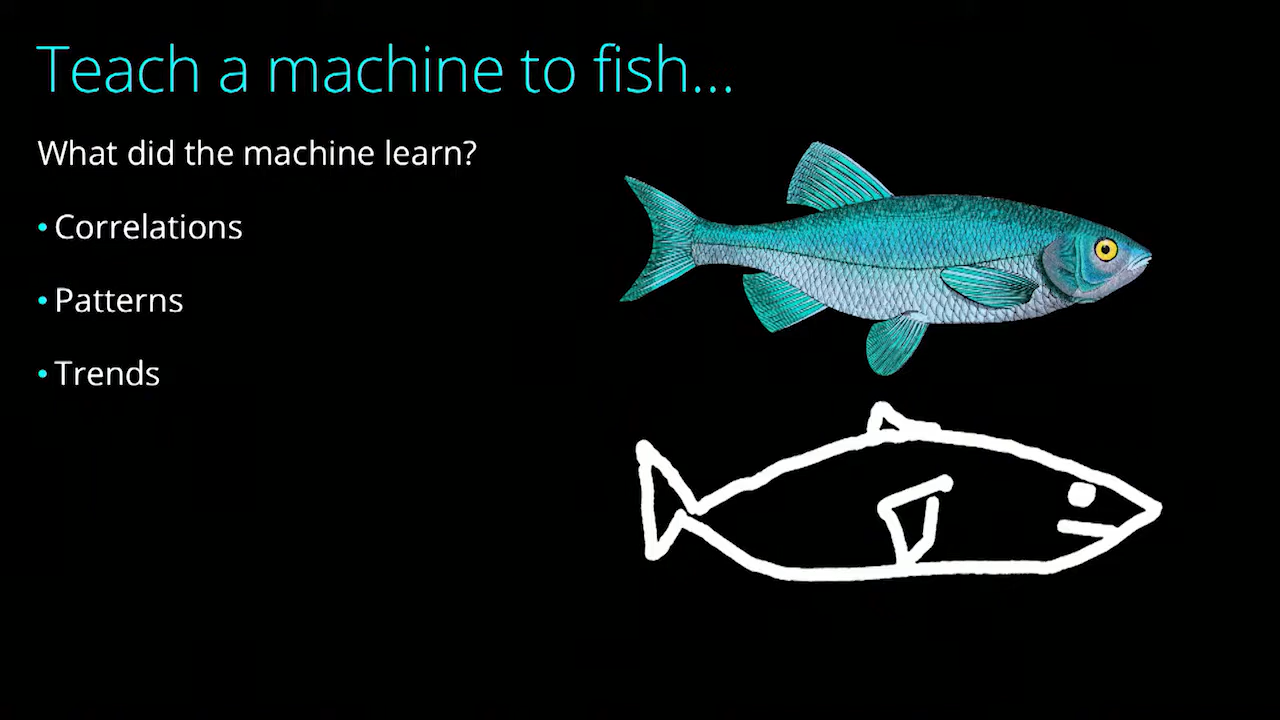 Teach a machine to fish...
What did the machine learn?
• Correlations
• Patterns
• Trends